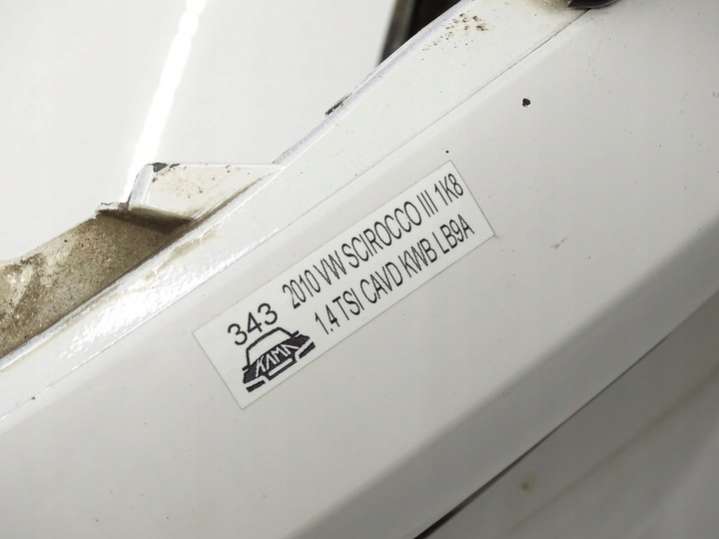 343
KAMA
2010 VW SCIROCCO III 1K8
1.4 TSI CAVD KWB LB9A